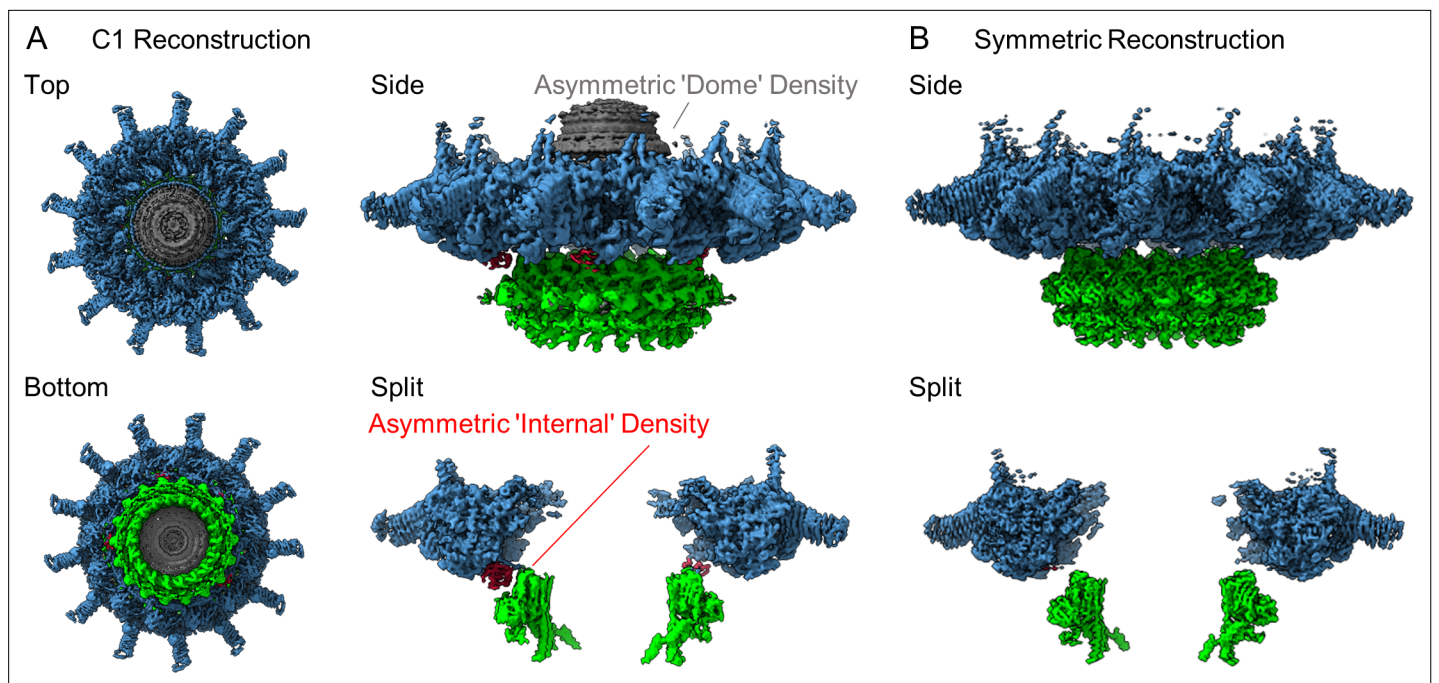 A C1 Reconstruction
B Symmetric Reconstruction
Top
Side
Asymmetric 'Dome' Density
Side
Bottom
Split
Asymmetric 'Internal' Density
Split